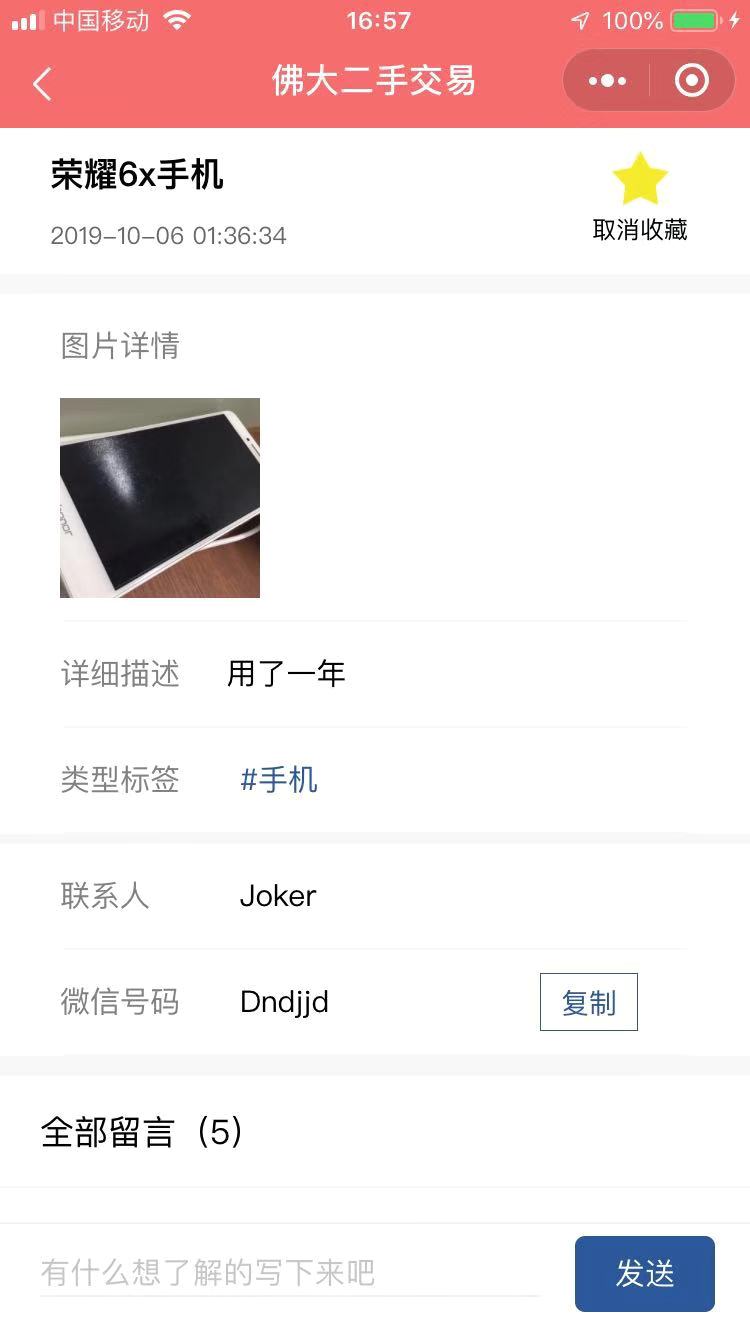 中国移动 16:57 100%
佛大二手交易
荣耀6x手机
2019-10-06 01:36:34
取消收藏
图片详情
honor
详细描述 用了一年
类型标签 #手机
联系人 Joker
微信号码 Dndjjd 复制
全部留言（5）
有什么想了解的写下来吧 发送